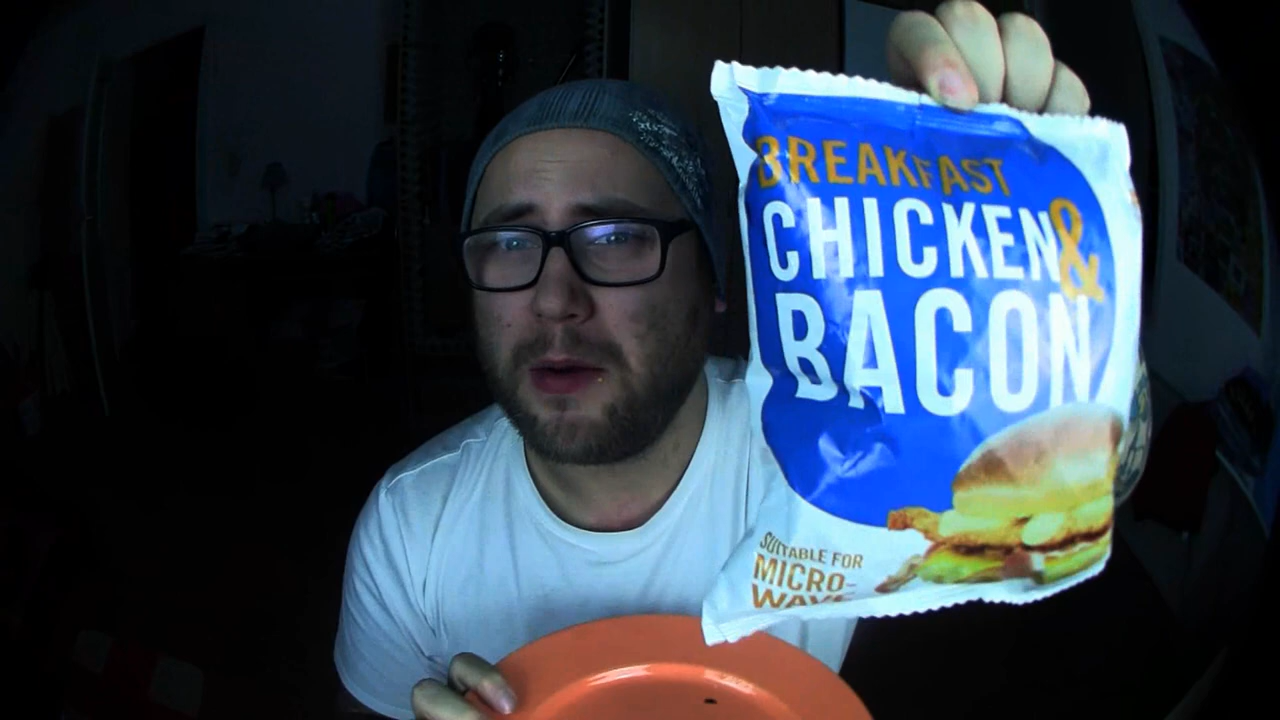 BREAKFAST
CHICKEN &
BACON
SUITABLE FOR
MICRO-
WAVE